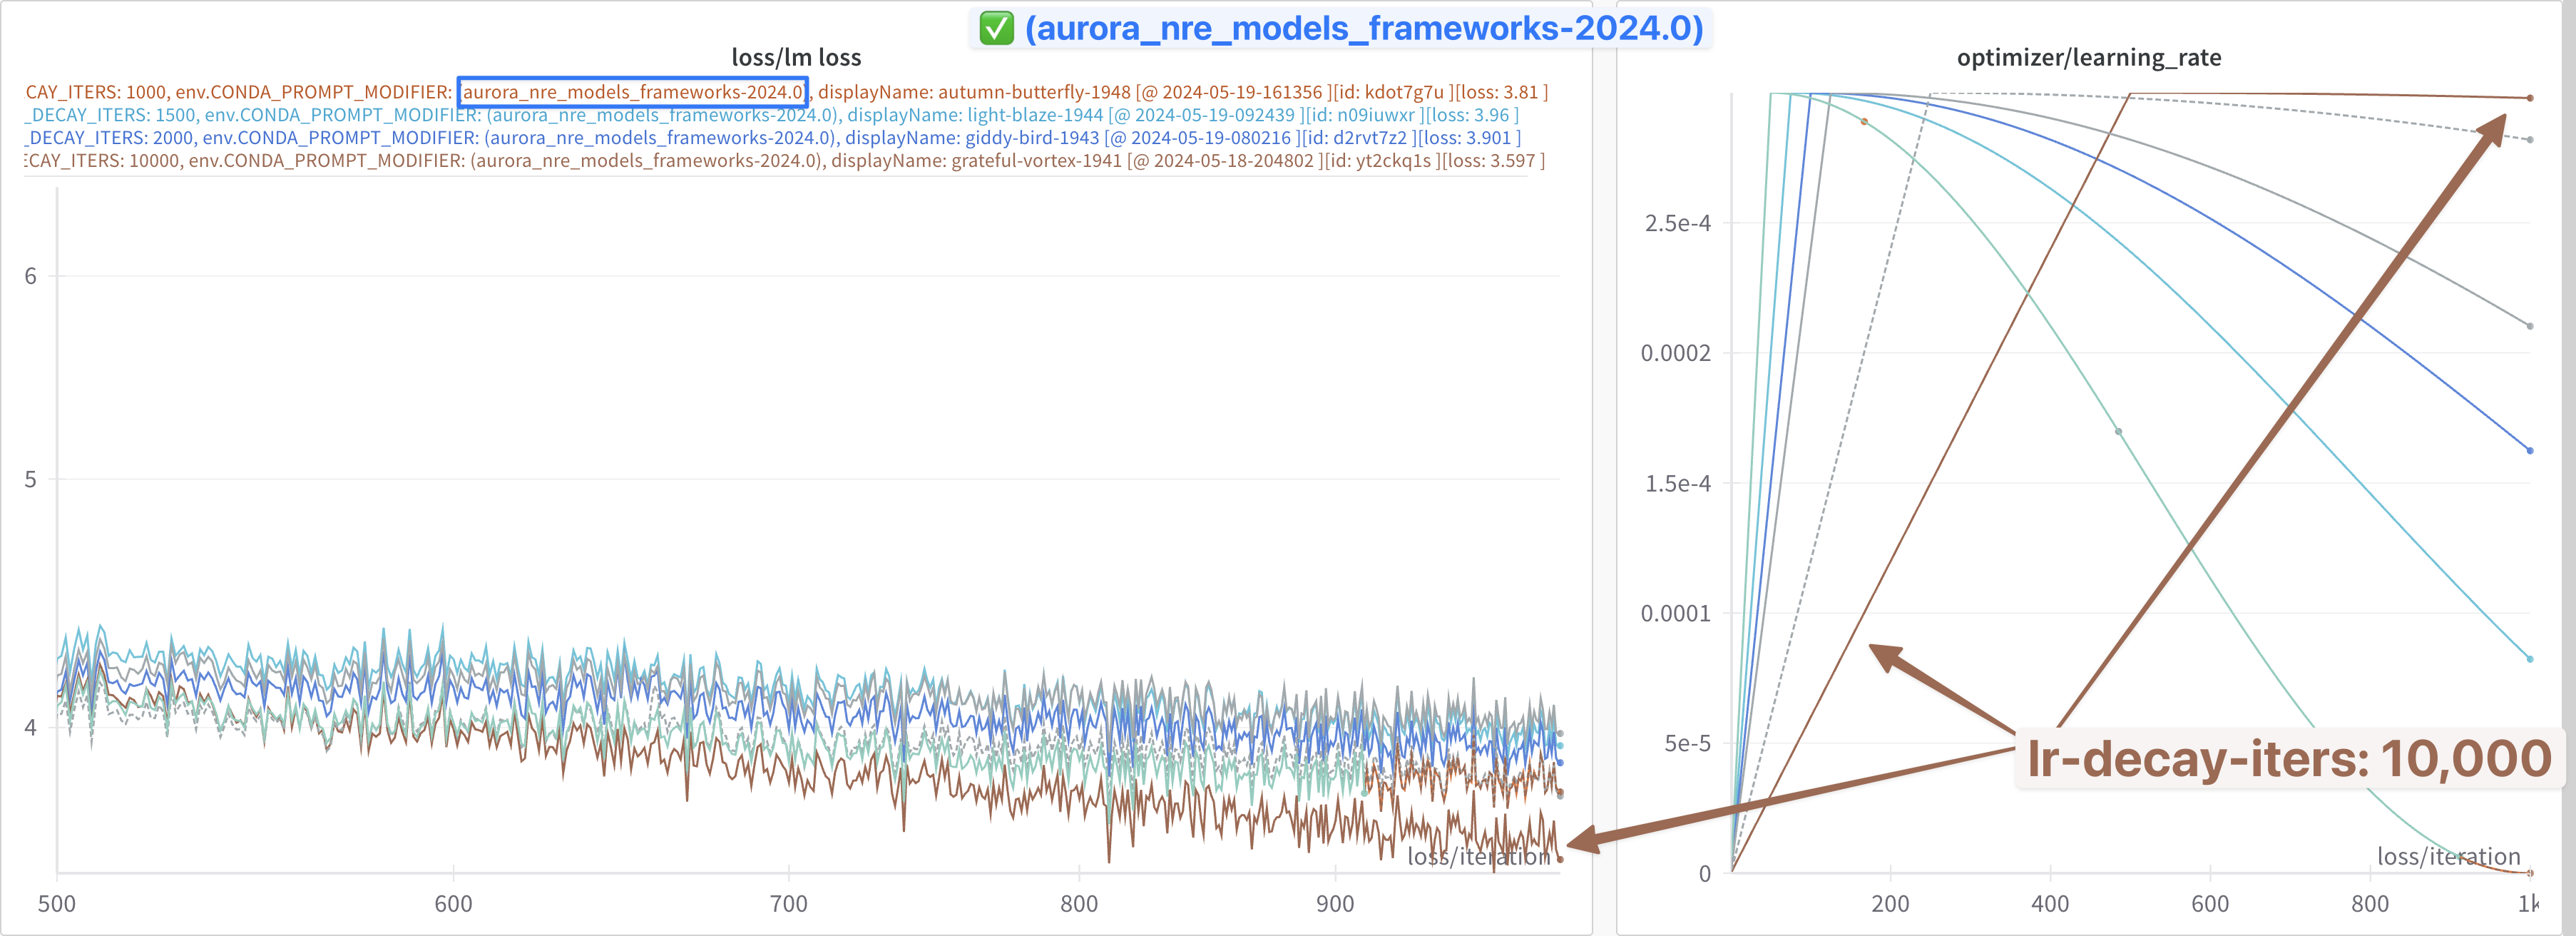 ✅ (aurora_nre_models_frameworks-2024.0)
loss/lm loss
CAY_ITERS: 1000, env.CONDA_PROMPT_MODIFIER: (aurora_nre_models_frameworks-2024.0), displayName: autumn-butterfly-1948 [@ 2024-05-19-161356 ][id: kdot7g7u ][loss: 3.81 ]
_DECAY_ITERS: 1500, env.CONDA_PROMPT_MODIFIER: (aurora_nre_models_frameworks-2024.0), displayName: light-blaze-1944 [@ 2024-05-19-092439 ][id: n09iuwxr ][loss: 3.96 ]
_DECAY_ITERS: 2000, env.CONDA_PROMPT_MODIFIER: (aurora_nre_models_frameworks-2024.0), displayName: giddy-bird-1943 [@ 2024-05-19-080216 ][id: d2rvt7z2 ][loss: 3.901 ]
ECAY_ITERS: 10000, env.CONDA_PROMPT_MODIFIER: (aurora_nre_models_frameworks-2024.0), displayName: grateful-vortex-1941 [@ 2024-05-18-204802 ][id: yt2ckq1s ][loss: 3.597 ]
6
5
4
loss/iteration
500 600 700 800 900
optimizer/learning_rate
2.5e-4
0.0002
1.5e-4
0.0001
5e-5
0
lr-decay-iters: 10,000
loss/iteration
200 400 600 800 1k